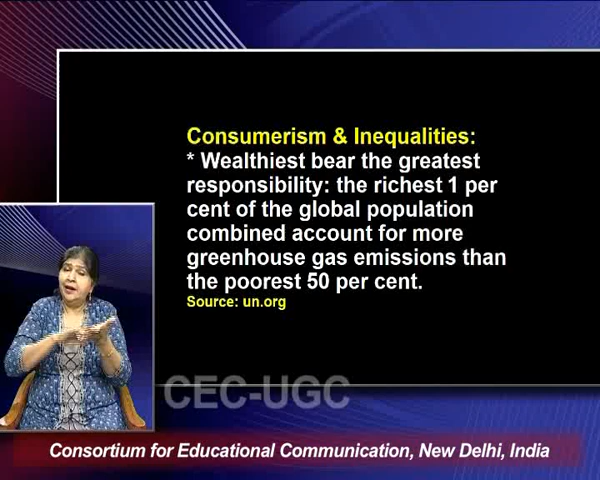 Consumerism & Inequalities:
* Wealthiest bear the greatest
responsibility: the richest 1 per
cent of the global population
combined account for more
greenhouse gas emissions than
the poorest 50 per cent.
Source: un.org
CEC-UGC
Consortium for Educational Communication, New Delhi, India